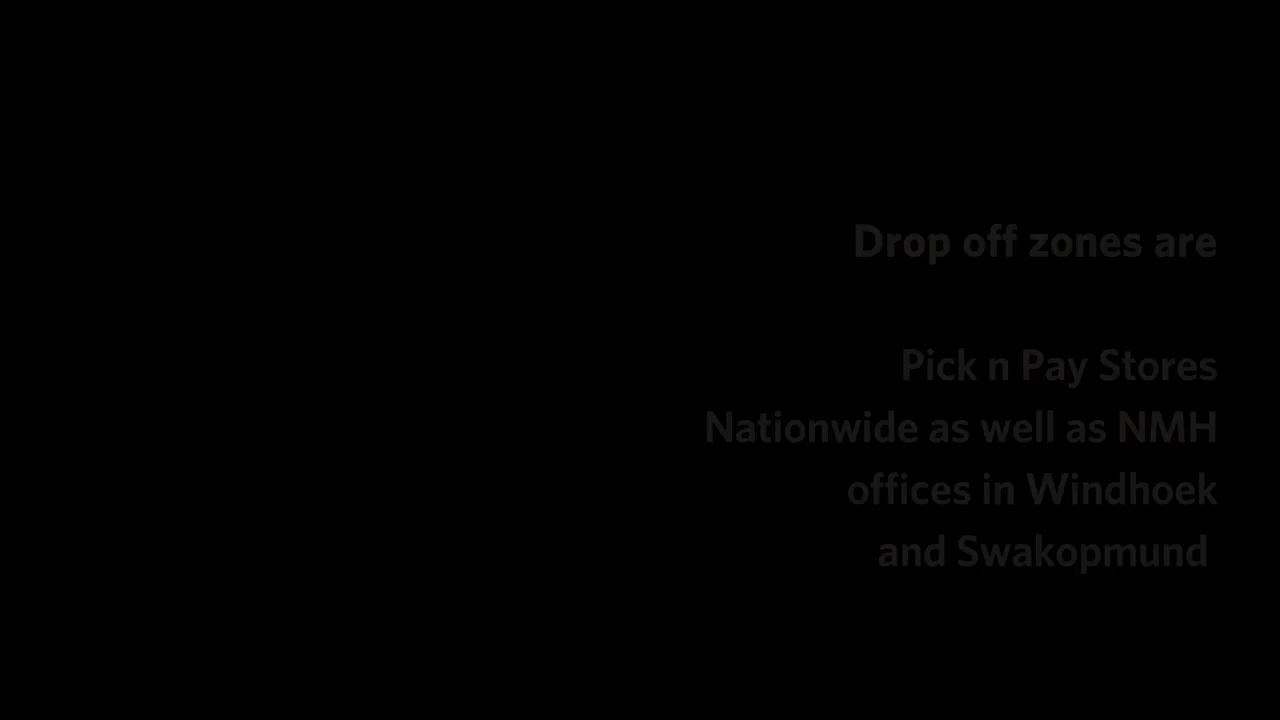 Drop off zones are
Pick n Pay Stores
Nationwide as well as NMH
offices in Windhoek
and Swakopmund